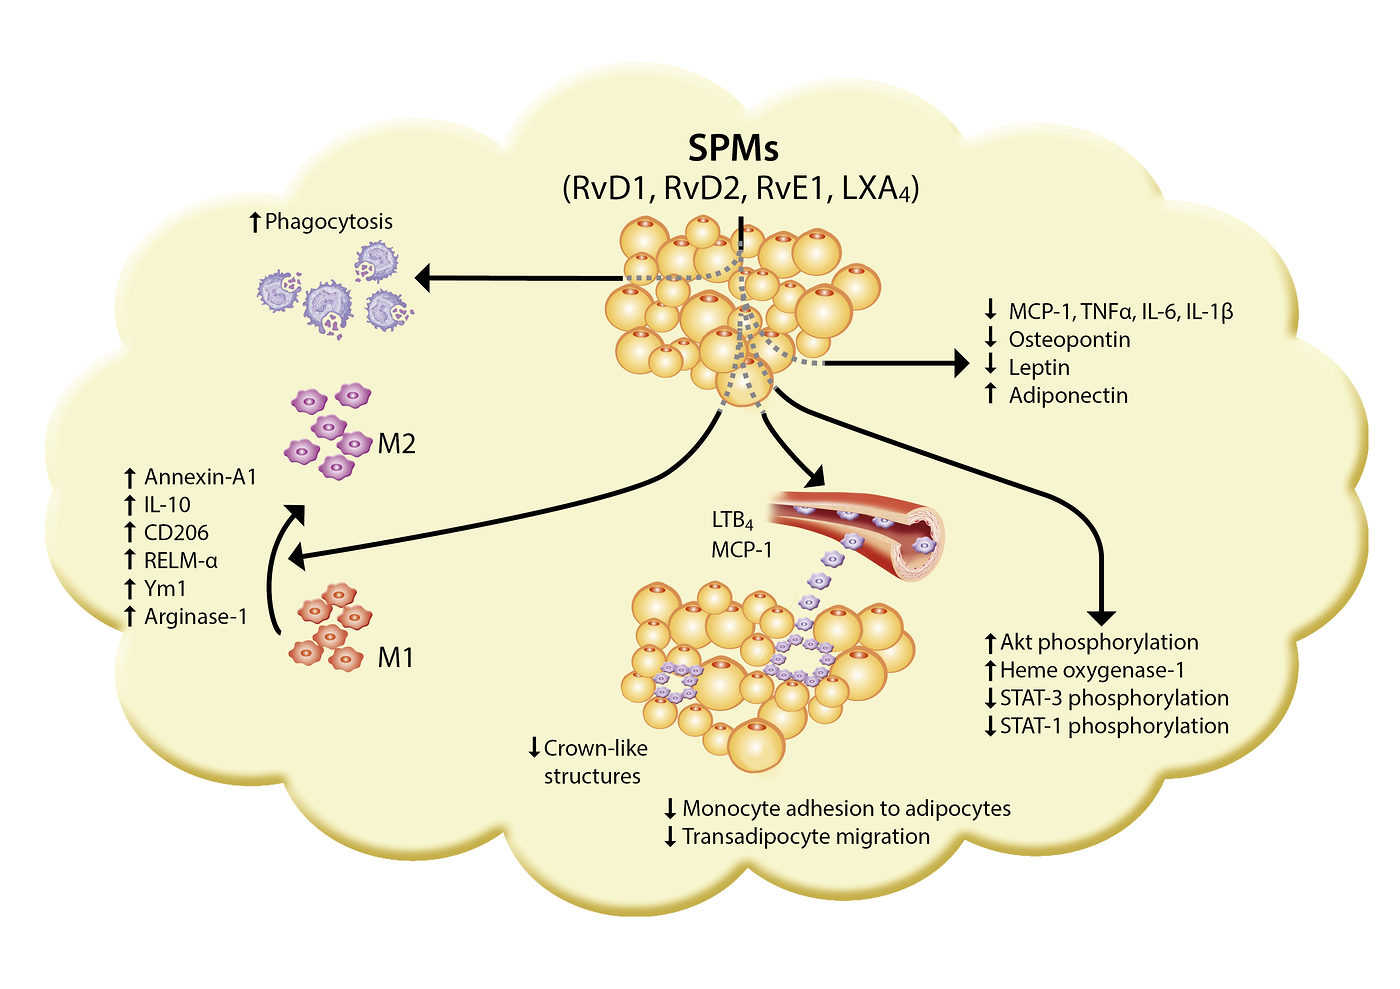 SPMs
(RvD1, RvD2, RvE1, LXA₄)
↑Phagocytosis
↓ MCP-1, TNFα, IL-6, IL-1β
↓ Osteopontin
↓ Leptin
↑ Adiponectin
M2
↑ Annexin-A1
↑ IL-10
↑ CD206
↑ RELM-α
↑ Ym1
↑ Arginase-1
M1
LTB₄
MCP-1
↑Akt phosphorylation
↑Heme oxygenase-1
↓STAT-3 phosphorylation
↓STAT-1 phosphorylation
↓Crown-like
structures
↓ Monocyte adhesion to adipocytes
↓ Transadipocyte migration